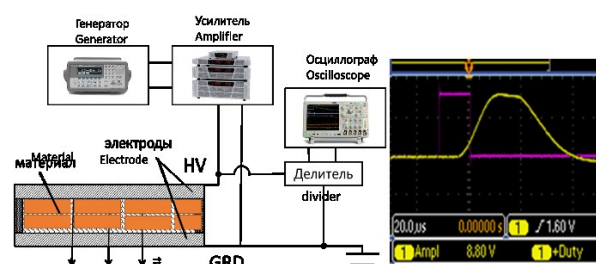 Генератор
Generator
Усилитель
Amplifier
Осциллограф
Oscilloscope
электроды
Electrode
Material
материал
HV
Делитель
divider
GRD
20.0µs
0.00000 s
1
1.60 V
1
Ampl
8.80 V
1
+Duty